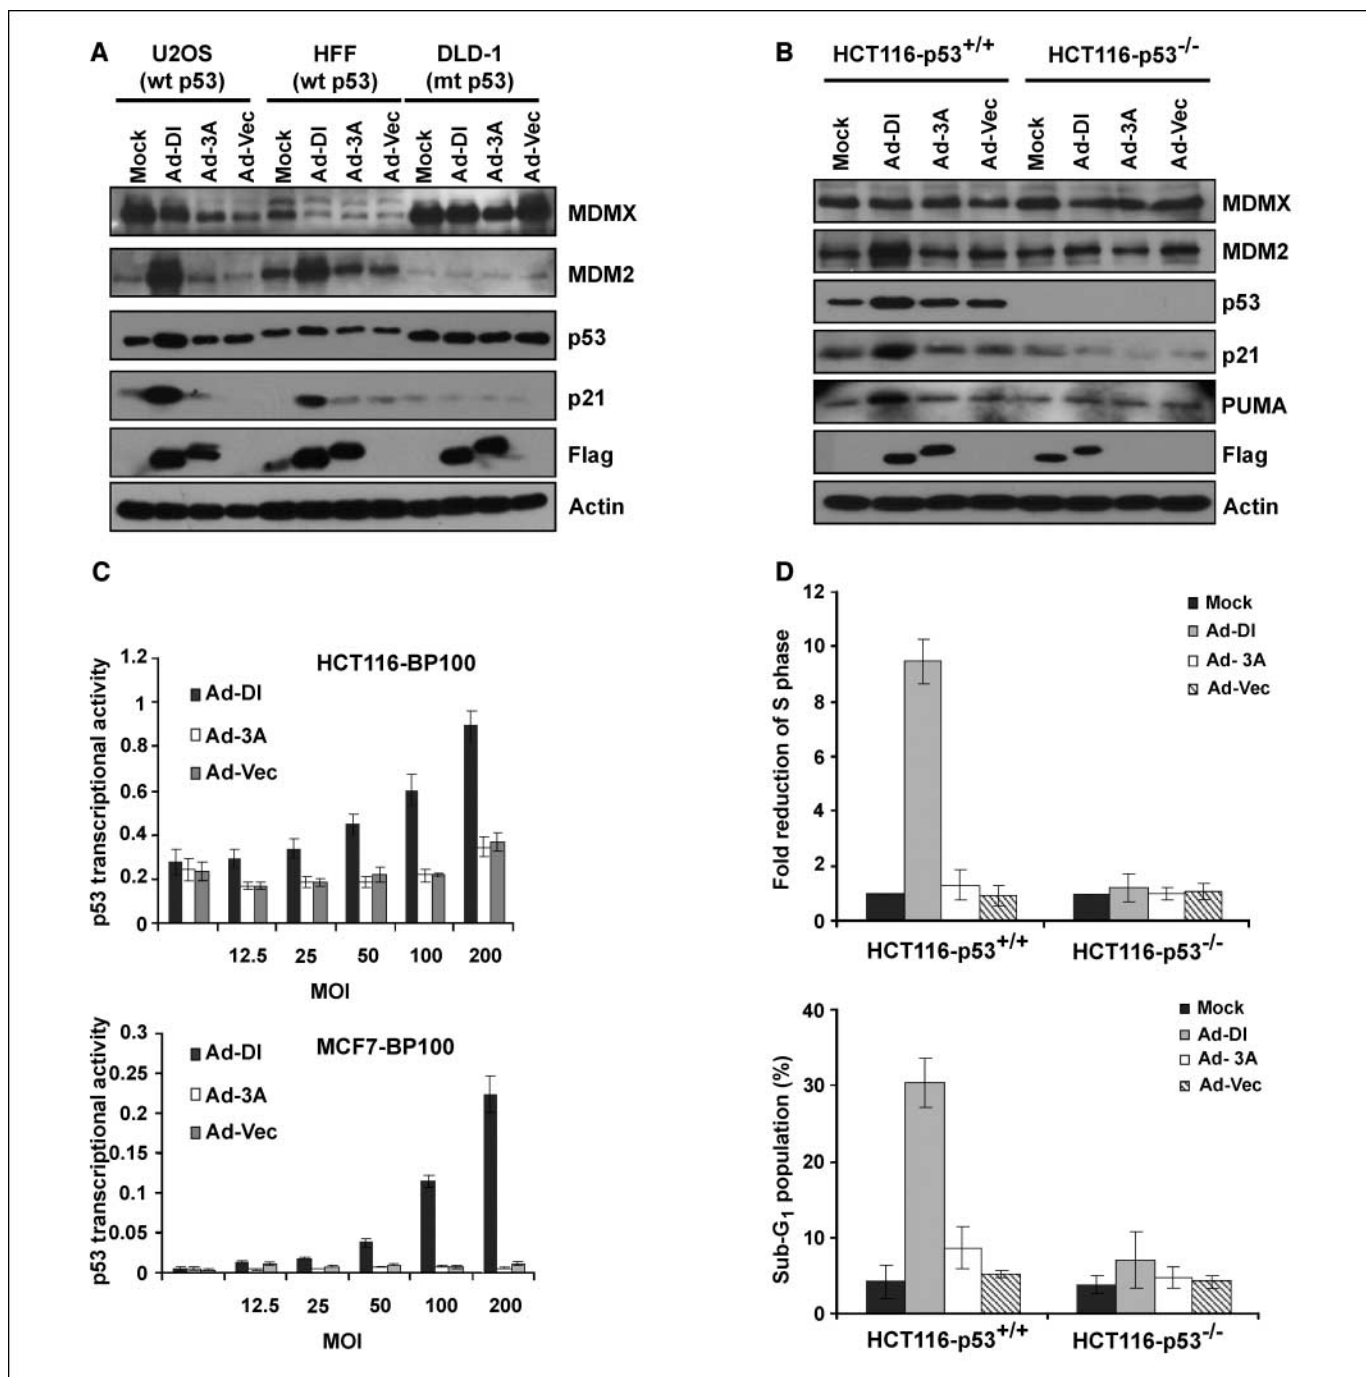 A
U2OS
(wt p53)
HFF
(wt p53)
DLD-1
(mt p53)
Mock
Ad-DI
Ad-3A
Ad-Vec
Mock
Ad-DI
Ad-3A
Ad-Vec
Mock
Ad-DI
Ad-3A
Ad-Vec
MDMX
MDM2
p53
p21
Flag
Actin
B
HCT116-p53+/+
HCT116-p53-/-
Mock
Ad-DI
Ad-3A
Ad-Vec
Mock
Ad-DI
Ad-3A
Ad-Vec
MDMX
MDM2
p53
p21
PUMA
Flag
Actin
C
HCT116-BP100
p53 transcriptional activity
1.2
1
0.8
0.6
0.4
0.2
0
Ad-DI
Ad-3A
Ad-Vec
12.5 25 50 100 200
MOI
MCF7-BP100
p53 transcriptional activity
0.3
0.25
0.2
0.15
0.1
0.05
0
Ad-DI
Ad-3A
Ad-Vec
12.5 25 50 100 200
MOI
D
Fold reduction of S phase
12
10
8
6
4
2
0
Mock
Ad-DI
Ad- 3A
Ad-Vec
HCT116-p53+/+ HCT116-p53-/-
Sub-G1 population (%)
40
30
20
10
0
Mock
Ad-DI
Ad- 3A
Ad-Vec
HCT116-p53+/+ HCT116-p53-/-